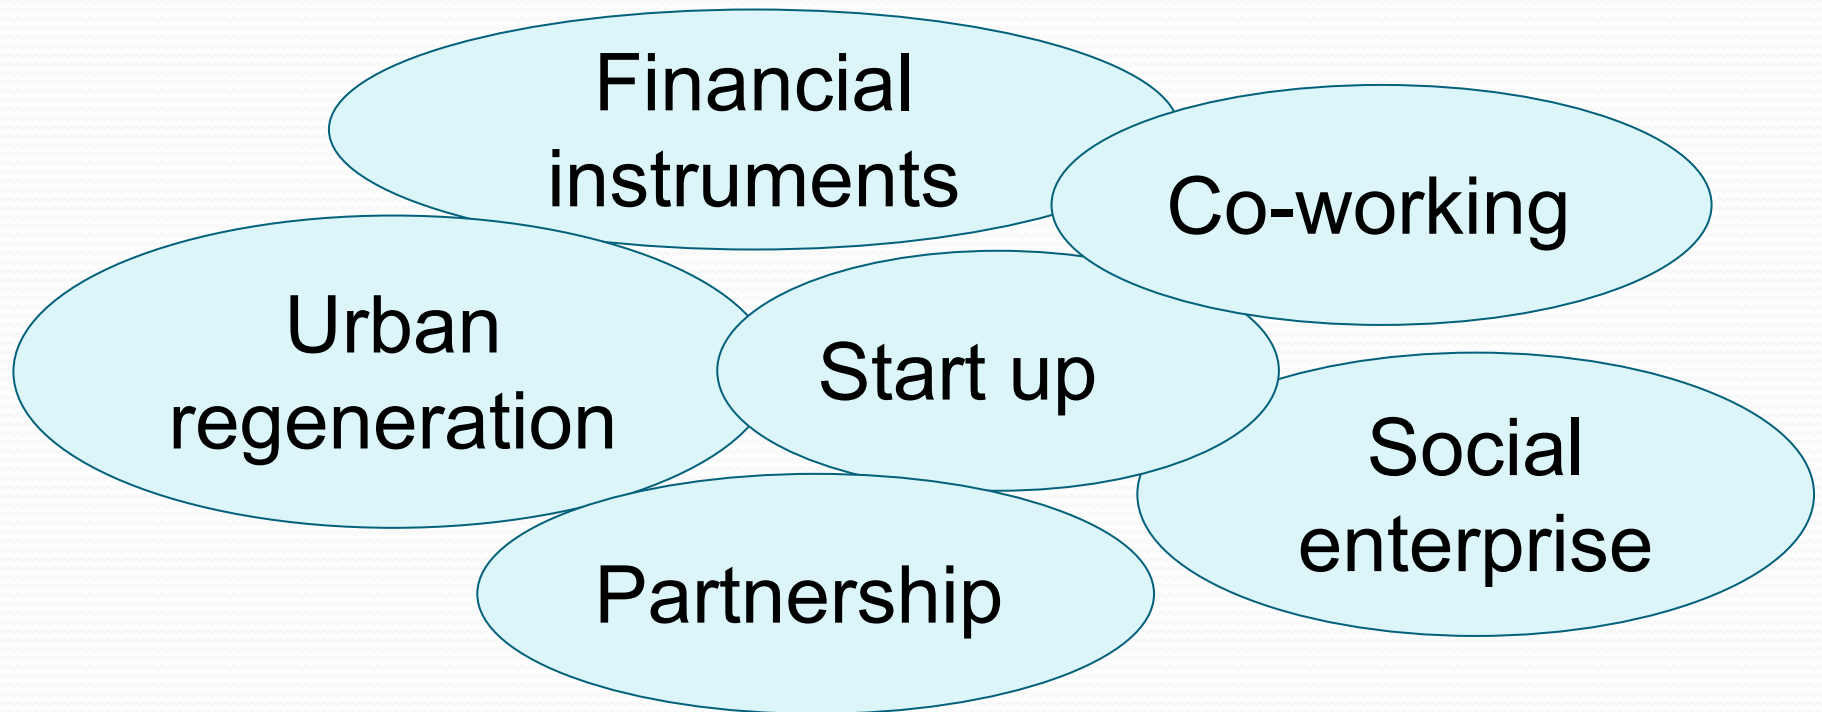 Financial
instruments
Co-working
Urban
regeneration
Start up
Social
enterprise
Partnership